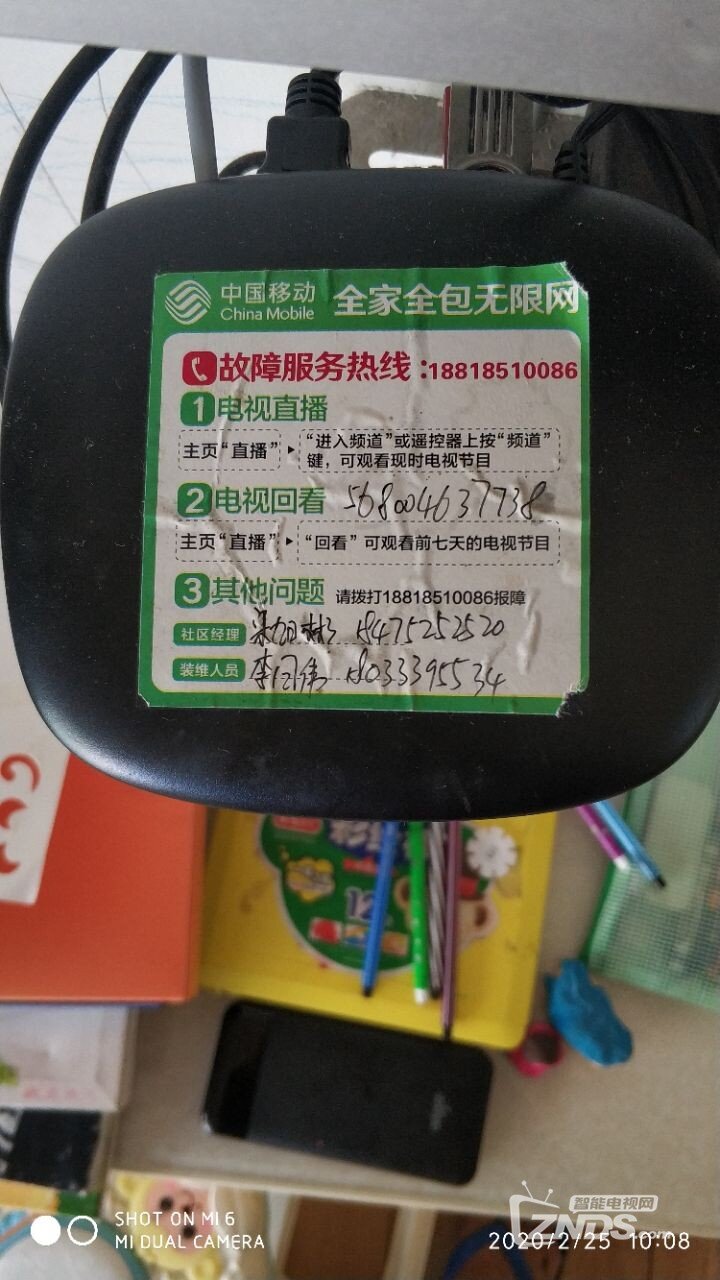 中国移动 全家全包无限网
China Mobile
故障服务热线:18818510086
1 电视直播
主页“直播” “进入频道”或遥控器上按“频道”
键，可观看现时电视节目
2 电视回看 568004637738
主页“直播” “回看”可观看前七天的电视节目
3 其他问题 请拨打18818510086报障
社区经理 18475252520
装维人员 18033395534
12
SHOT ON MI 6
MI DUAL CAMERA
智能电视网
ZNDS.com
2020/2/25 10:08